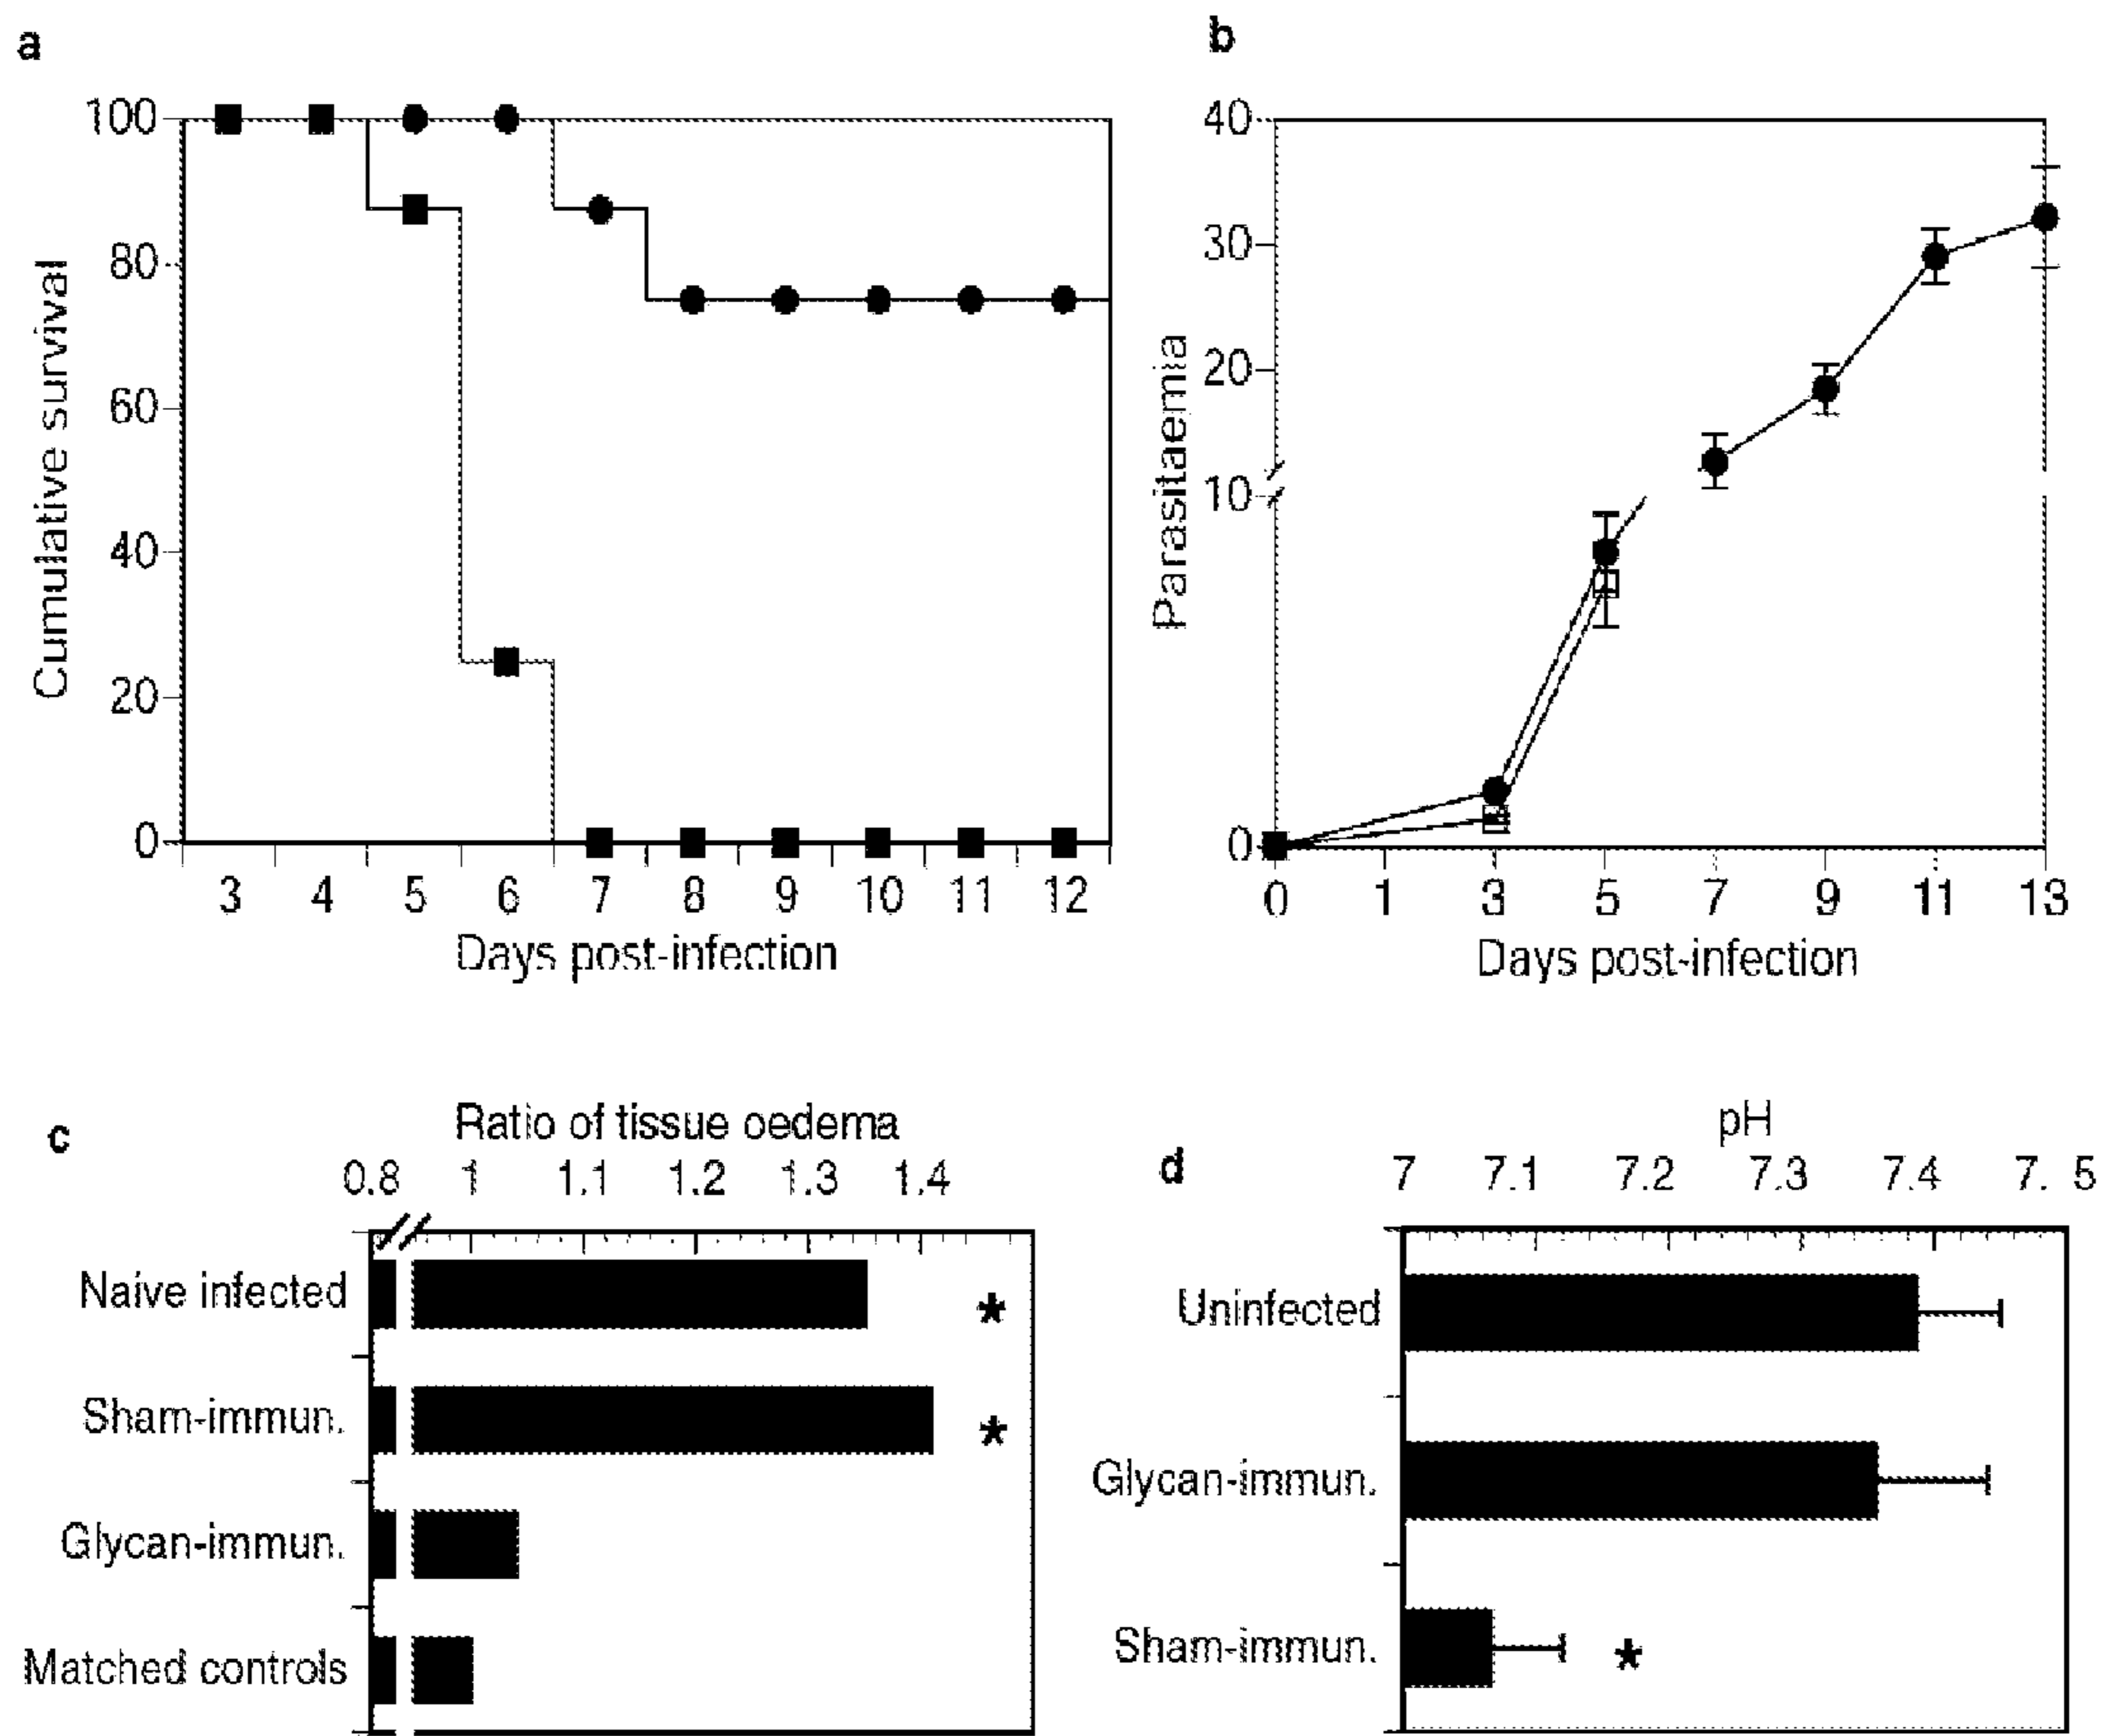 a
100
80
60
40
20
0
Cumulative survival
3 4 5 6 7 8 9 10 11 12
Days post-infection
b
40
30
20
10
0
Parasitaemia
0 1 3 5 7 9 11 13
Days post-infection
c
Ratio of tissue oedema
0.8 1 1.1 1.2 1.3 1.4
Naive infected
*
Sham-immun.
*
Glycan-immun.
Matched controls
d
pH
7 7.1 7.2 7.3 7.4 7.5
Uninfected
Glycan-immun.
Sham-immun.
*